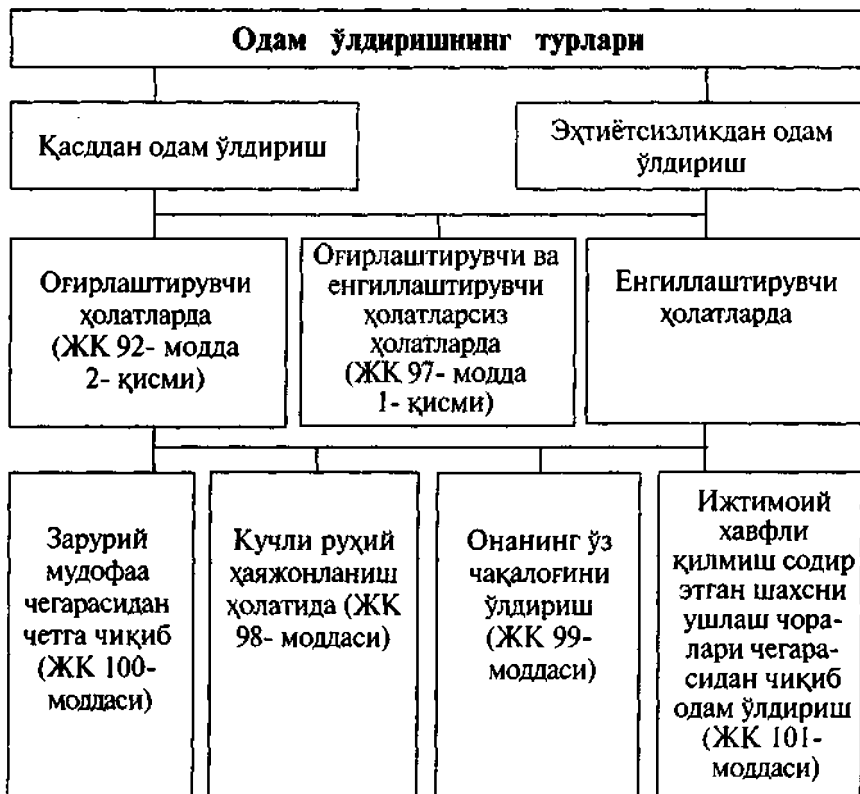 Одам ўлдиришнинг турлари
Қасддан одам ўлдириш
Эҳтиётсизликдан одам
ўлдириш
Оғирлаштирувчи
ҳолатларда
(ЖК 92- модда
2- қисми)
Оғирлаштирувчи ва
енгиллаштирувчи
ҳолатларсиз
ҳолатларда
(ЖК 97- модда
1- қисми)
Енгиллаштирувчи
ҳолатларда
Зарурий
мудофаа
чегарасидан
четга чиқиб
(ЖК 100-
моддаси)
Кучли руҳий
ҳаяжонланиш
ҳолатида (ЖК
98- моддаси)
Онанинг ўз
чақалоғини
ўлдириш
(ЖК 99-
моддаси)
Ижтимоий
хавфли
қилмиш содир
этган шахсни
ушлаш чора-
лари чегара-
сидан чиқиб
одам ўлдириш
(ЖК 101-
моддаси)